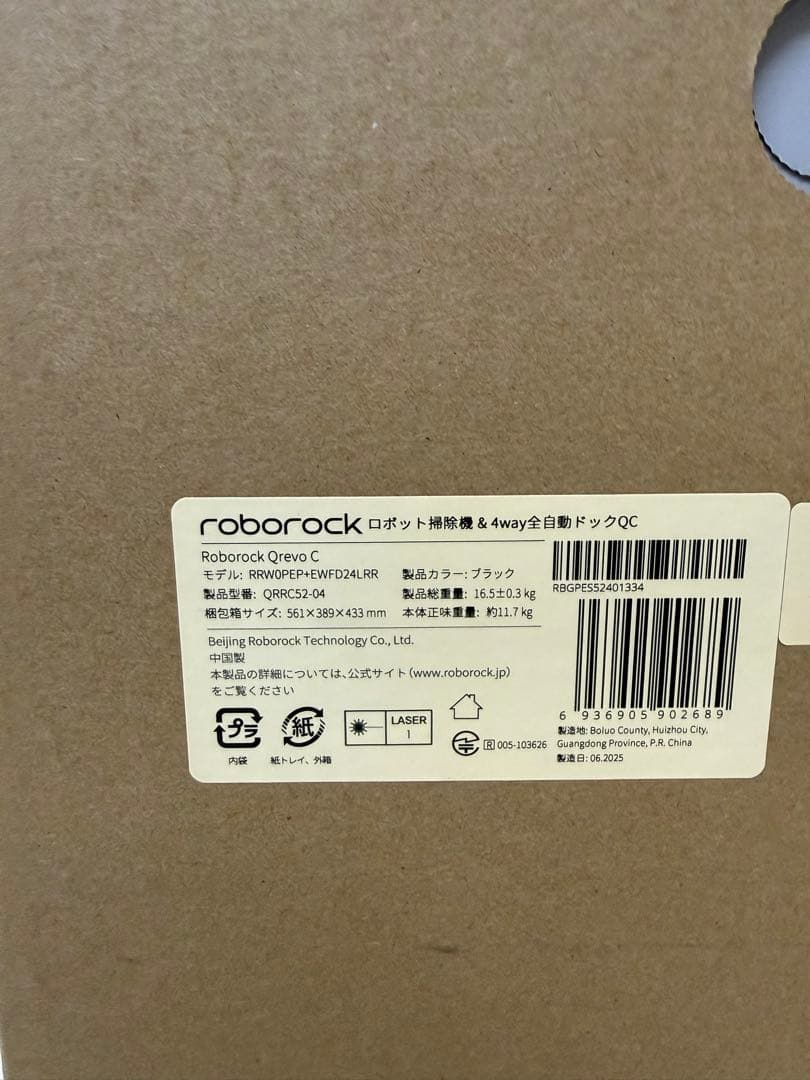 roborock ロボット掃除機 & 4way全自動ドックQC
Roborock Qrevo C
モデル: RRW0PEP+EWFD24LRR 製品カラー: ブラック
製品型番: QRRC52-04 製品総重量: 16.5±0.3 kg
梱包箱サイズ: 561×389×433 mm 本体正味重量: 約11.7 kg
RBGPES52401334
Beijing Roborock Technology Co., Ltd.
中国製
本製品の詳細については、公式サイト(www.roborock.jp)
をご覧ください
プラ
内袋
紙
紙トレイ、外箱
LASER
1
R 005-103626
6 936905 902689
製造地: Boluo County, Huizhou City,
Guangdong Province, P.R. China
製造日: 06.2025